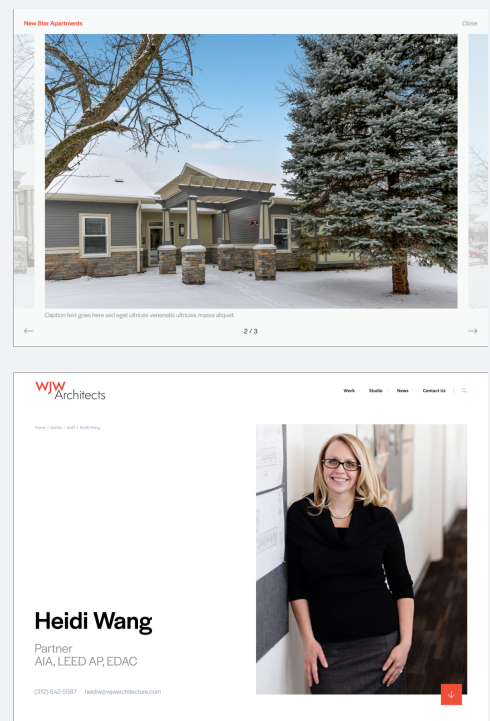 New Star Apartments
Close
Caption text goes here sed eget ultrices venenatis ultricies massa aliquet.
2 / 3
WJW
Architects
Work
Studio
News
Contact Us
Home / Studio / Staff / Heidi Wang
Heidi Wang
Partner
AIA, LEED AP, EDAC
(312) 642-5587 heidiw@wjwarchitecture.com